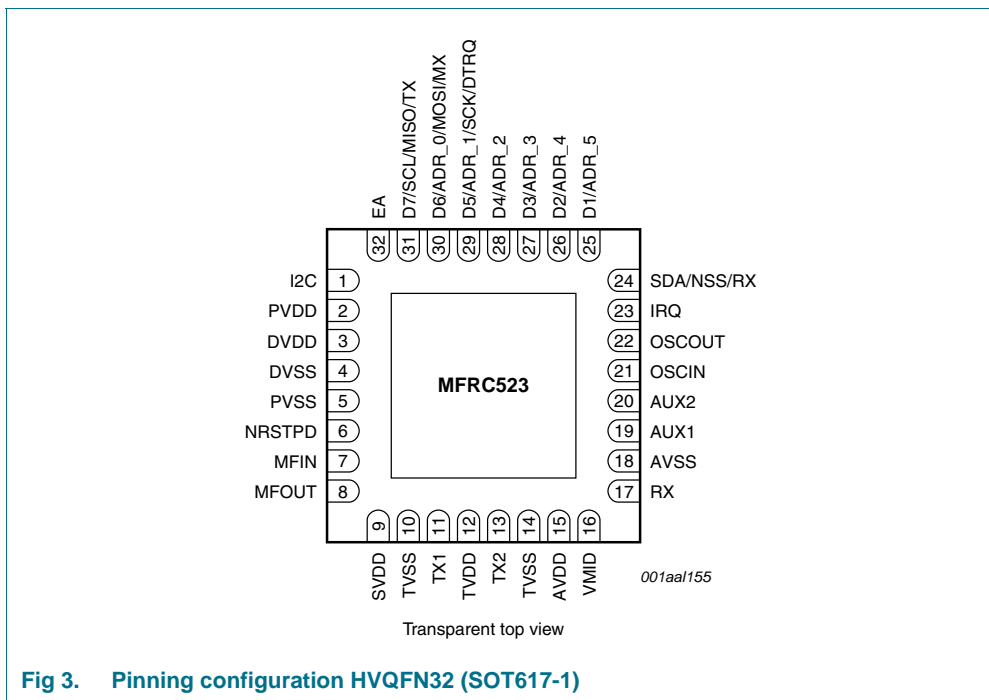 EA
D7/SCL/MISO/TX
D6/ADR_0/MOSI/MX
D5/ADR_1/SCK/DTRQ
D4/ADR_2
D3/ADR_3
D2/ADR_4
D1/ADR_5
32 31 30 29 28 27 26 25
I2C 1
PVDD 2
DVDD 3
DVSS 4
PVSS 5
NRSTPD 6
MFIN 7
MFOUT 8
MFRC523
24 SDA/NSS/RX
23 IRQ
22 OSCOUT
21 OSCIN
20 AUX2
19 AUX1
18 AVSS
17 RX
9 10 11 12 13 14 15 16
SVDD
TVSS
TX1
TVDD
TX2
TVSS
AVDD
VMID
001aal155
Transparent top view
Fig 3. Pinning configuration HVQFN32 (SOT617-1)